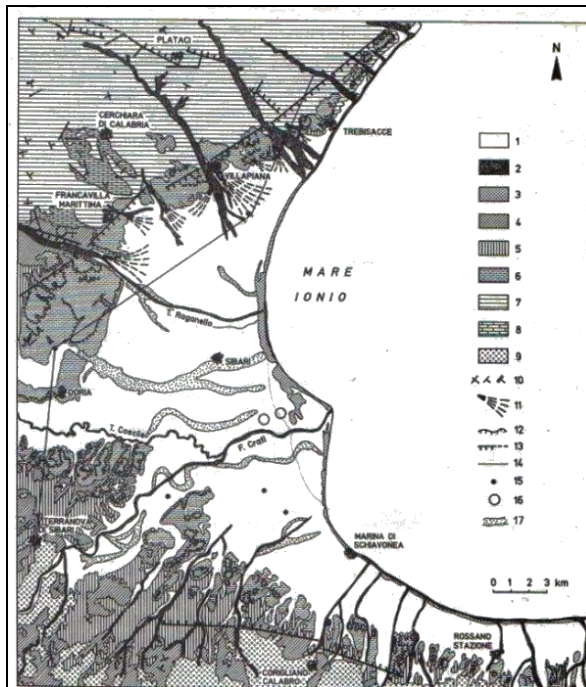 PLATACI
N
CERCHIARA
DI CALABRIA
TREBISACCE
VILLAPIANA
FRANCAVILLA
MARITTIMA
MARE
IONIO
T. Raganello
SIBARI
DORIA
T. Coscile
F. Crati
TERRANOVA
SIBARI
MARINA DI
SCHIAVONEA
ROSSANO
STAZIONE
CORIGLIANO
CALABRO
1
2
3
4
5
6
7
8
9
10
11
12
13
14
15
16
17
0 1 2 3 km